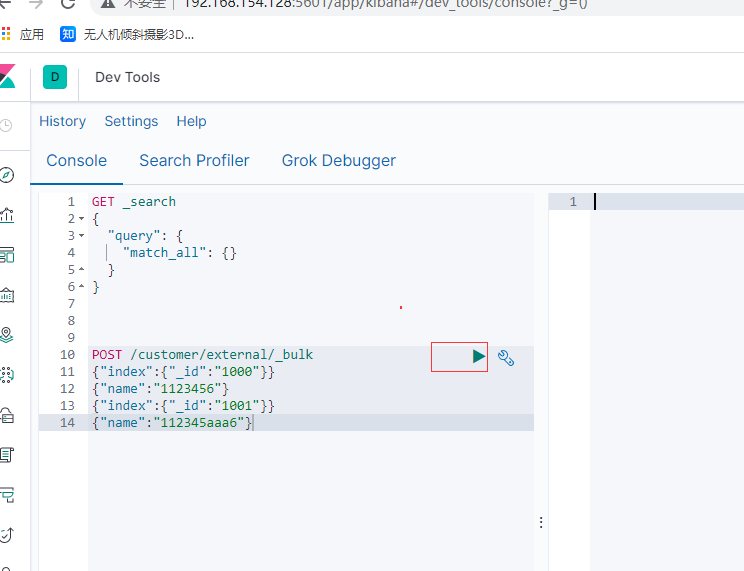 不安全 | 192.168.154.128:5601/app/kibana#/dev_tools/console?_g=()
应用 知 无人机倾斜摄影3D...
D Dev Tools
History Settings Help
Console Search Profiler Grok Debugger
1 GET _search
2 {
3 "query": {
4 "match_all": {}
5 }
6 }
7
8
9
10 POST /customer/external/_bulk
11 {"index":{"_id":"1000"}}
12 {"name":"1123456"}
13 {"index":{"_id":"1001"}}
14 {"name":"112345aaa6"}
1